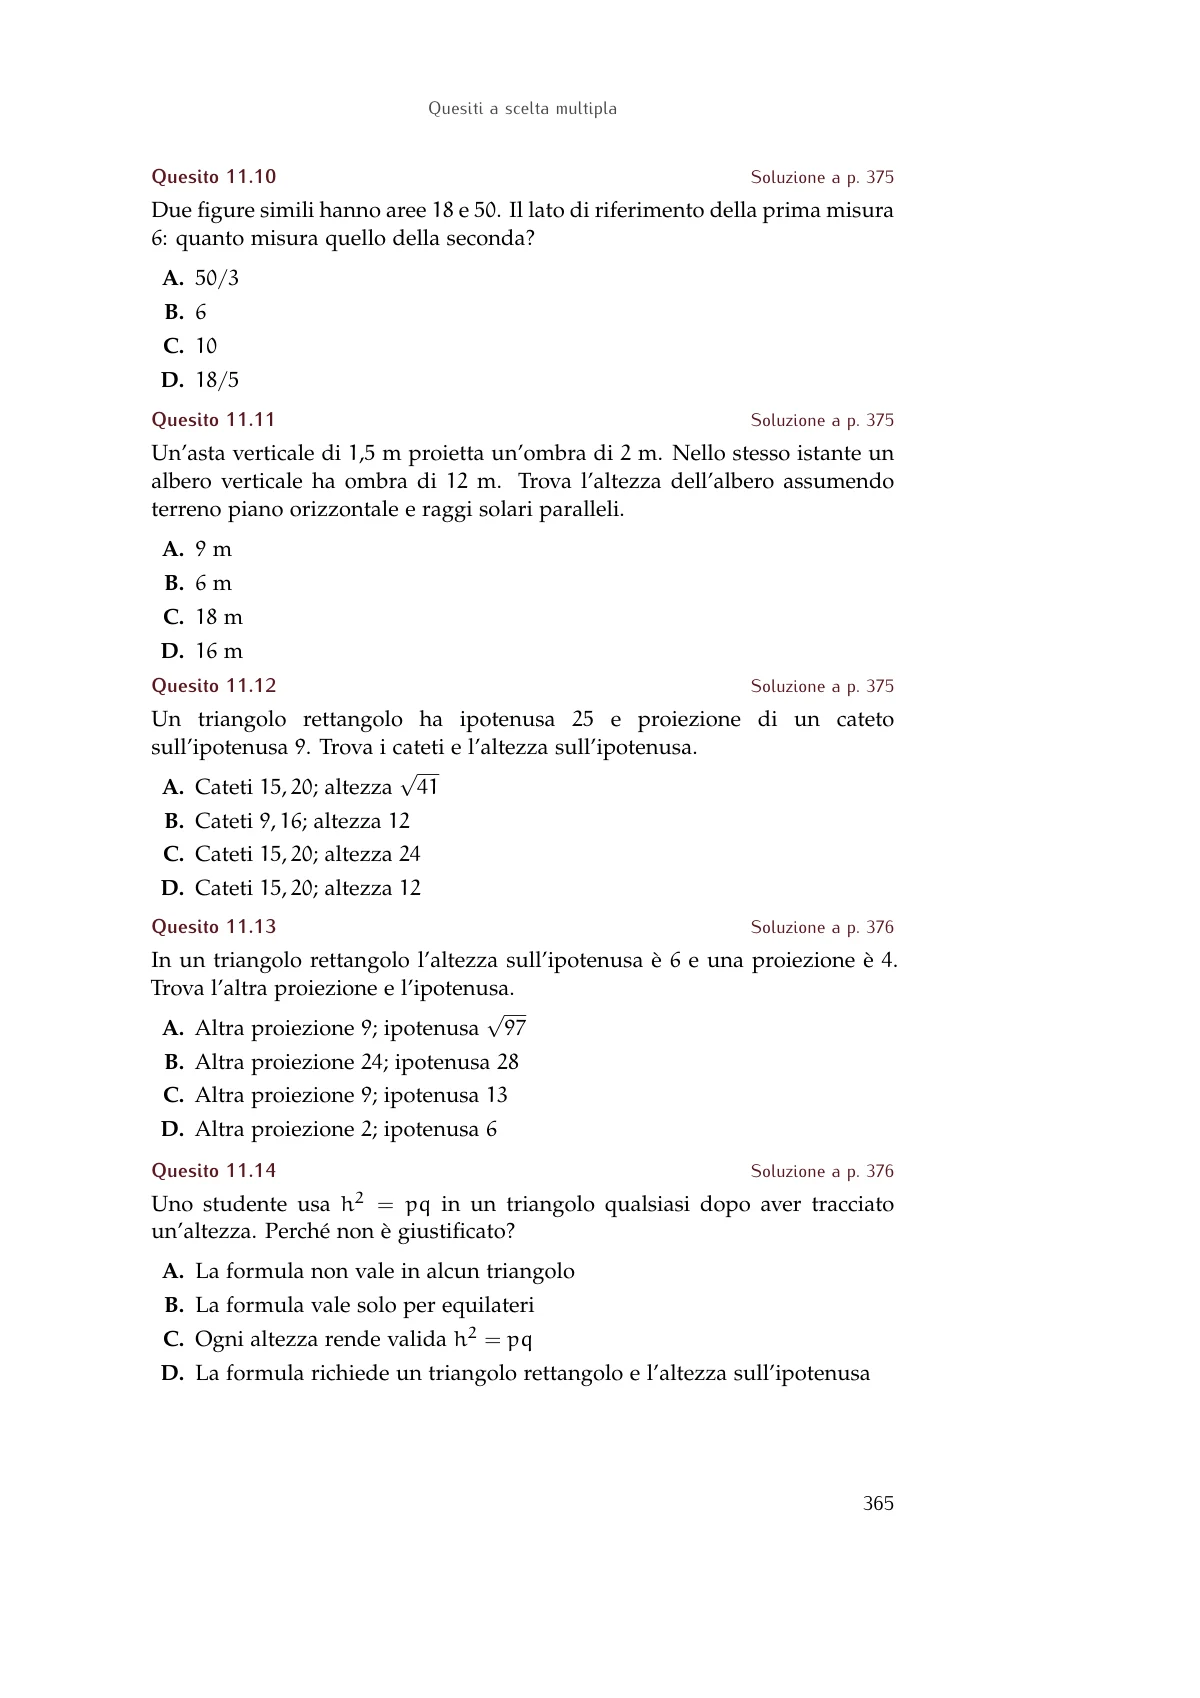 Quesiti a scelta multipla
Quesito 11.10 Soluzione a p. 375
Due figure simili hanno aree 18 e 50. Il lato di riferimento della prima misura
6: quanto misura quello della seconda?
A. 50/3
B. 6
C. 10
D. 18/5
Quesito 11.11 Soluzione a p. 375
Un'asta verticale di 1,5 m proietta un'ombra di 2 m. Nello stesso istante un
albero verticale ha ombra di 12 m. Trova l'altezza dell'albero assumendo
terreno piano orizzontale e raggi solari paralleli.
A. 9 m
B. 6 m
C. 18 m
D. 16 m
Quesito 11.12 Soluzione a p. 375
Un triangolo rettangolo ha ipotenusa 25 e proiezione di un cateto
sull'ipotenusa 9. Trova i cateti e l'altezza sull'ipotenusa.
A. Cateti 15, 20; altezza √41
B. Cateti 9, 16; altezza 12
C. Cateti 15, 20; altezza 24
D. Cateti 15, 20; altezza 12
Quesito 11.13 Soluzione a p. 376
In un triangolo rettangolo l'altezza sull'ipotenusa è 6 e una proiezione è 4.
Trova l'altra proiezione e l'ipotenusa.
A. Altra proiezione 9; ipotenusa √97
B. Altra proiezione 24; ipotenusa 28
C. Altra proiezione 9; ipotenusa 13
D. Altra proiezione 2; ipotenusa 6
Quesito 11.14 Soluzione a p. 376
Uno studente usa h² = pq in un triangolo qualsiasi dopo aver tracciato
un'altezza. Perché non è giustificato?
A. La formula non vale in alcun triangolo
B. La formula vale solo per equilateri
C. Ogni altezza rende valida h² = pq
D. La formula richiede un triangolo rettangolo e l'altezza sull'ipotenusa
365